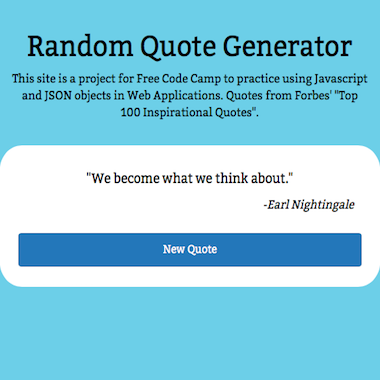 Random Quote Generator
This site is a project for Free Code Camp to practice using Javascript
and JSON objects in Web Applications. Quotes from Forbes' "Top
100 Inspirational Quotes".
"We become what we think about."
-Earl Nightingale
New Quote